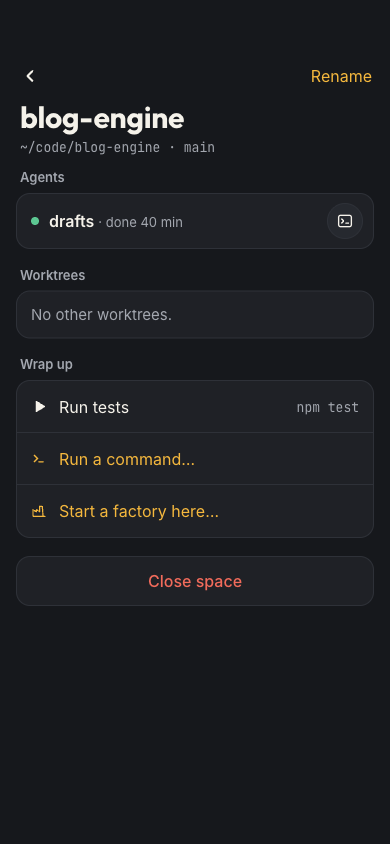 Rename
blog-engine
~/code/blog-engine · main
Agents
drafts · done 40 min
Worktrees
No other worktrees.
Wrap up
Run tests npm test
Run a command...
Start a factory here...
Close space